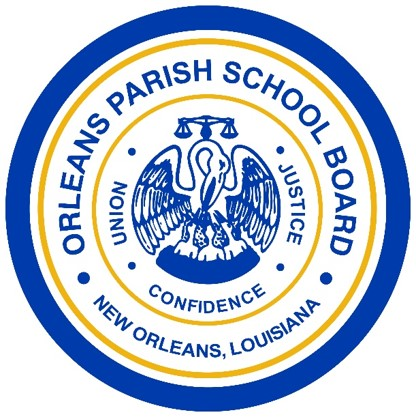 ORLEANS PARISH SCHOOL BOARD
UNION
JUSTICE
CONFIDENCE
NEW ORLEANS, LOUISIANA